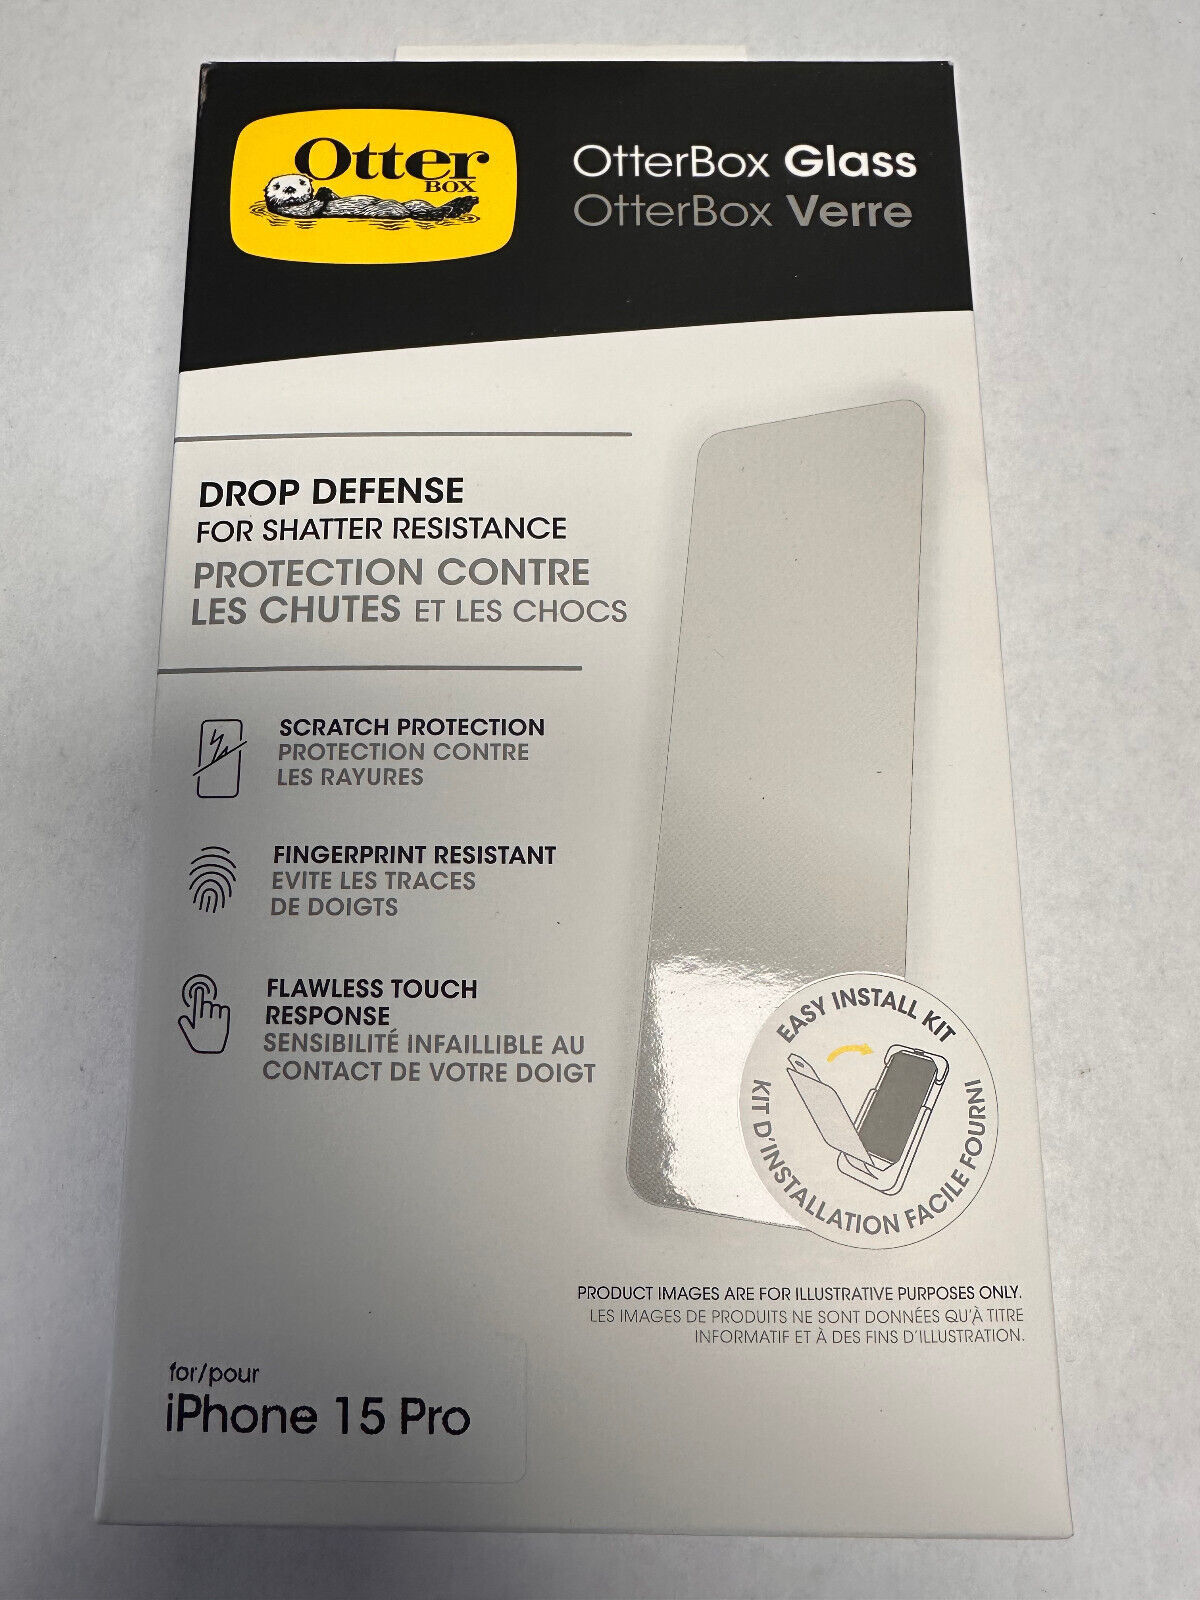 Otter
BOX
OtterBox Glass
OtterBox Verre
DROP DEFENSE
FOR SHATTER RESISTANCE
PROTECTION CONTRE
LES CHUTES ET LES CHOCS
SCRATCH PROTECTION
PROTECTION CONTRE
LES RAYURES
FINGERPRINT RESISTANT
EVITE LES TRACES
DE DOIGTS
FLAWLESS TOUCH
RESPONSE
SENSIBILITÉ INFAILLIBLE AU
CONTACT DE VOTRE DOIGT
EASY INSTALL KIT
KIT D'INSTALLATION FACILE FOURNI
PRODUCT IMAGES ARE FOR ILLUSTRATIVE PURPOSES ONLY.
LES IMAGES DE PRODUITS NE SONT DONNÉES QU'À TITRE
INFORMATIF ET À DES FINS D'ILLUSTRATION.
for/pour
iPhone 15 Pro